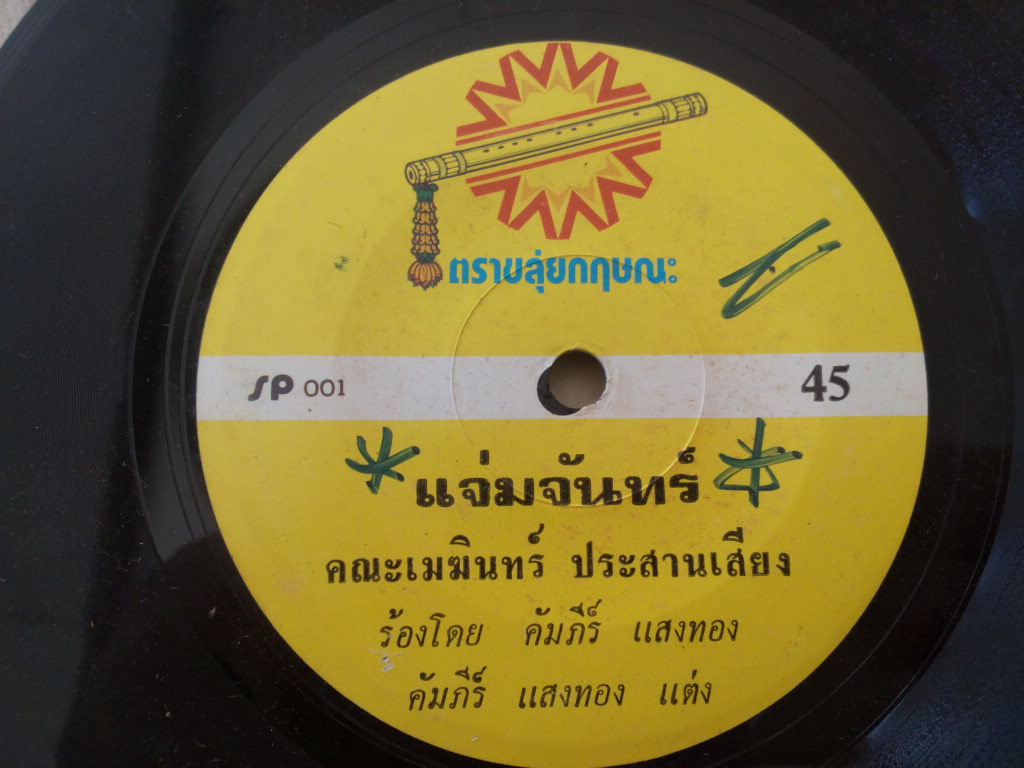 ตราขลุ่ยกฤษณะ
SP 001
45
แจ่มจันทร์
คณะเมฆินทร์ ประสานเสียง
ร้องโดย คัมภีร์ แสงทอง
คัมภีร์ แสงทอง แต่ง